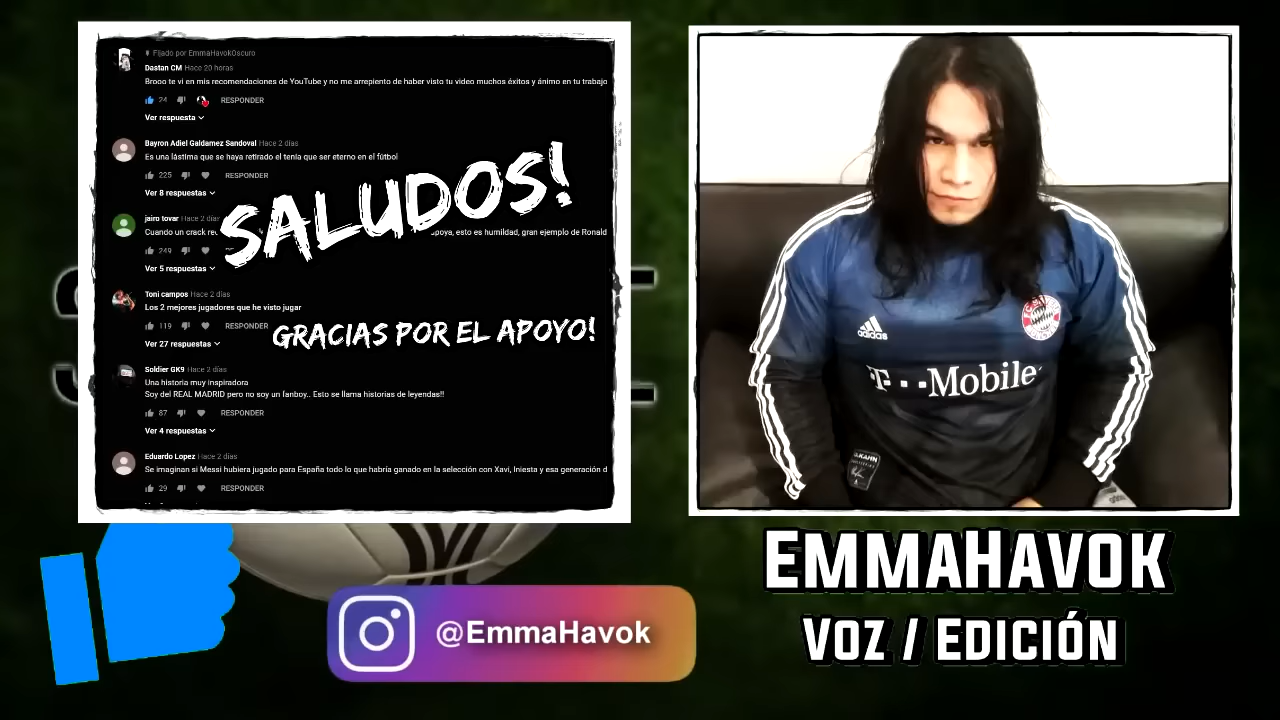 Fijado por EmmaHavokOscuro
Dastan CM Hace 20 horas
Brooo te vi en mis recomendaciones de YouTube y no me arrepiento de haber visto tu video muchos éxitos y ánimo en tu trabajo
24 RESPONDER
Ver respuesta
Bayron Adiel Galdamez Sandoval Hace 2 días
Es una lástima que se haya retirado el tenia que ser eterno en el fútbol
225 RESPONDER
Ver 8 respuestas
SALUDOS!
jairo tovar Hace 2 días
Cuando un crack poya, esto es humildad, gran ejemplo de Ronald
249
Ver 5 respuestas
Toni campos Hace 2 días
Los 2 mejores jugadores que he visto jugar
119 RESPONDER
GRACIAS POR EL APOYO!
Ver 27 respuestas
Soldier GK9 Hace 2 días
Una historia muy inspiradora
Soy del REAL MADRID pero no soy un fanboy.. Esto se llama historias de leyendas!!
87 RESPONDER
Ver 4 respuestas
Eduardo Lopez Hace 2 días
Se imaginan si Messi hubiera jugado para España todo lo que habría ganado en la selección con Xavi, Iniesta y esa generación d
29 RESPONDER
adidas
T··Mobile·
KAHN
EMMAHAVOK
VOZ / EDICIÓN
@EmmaHavok